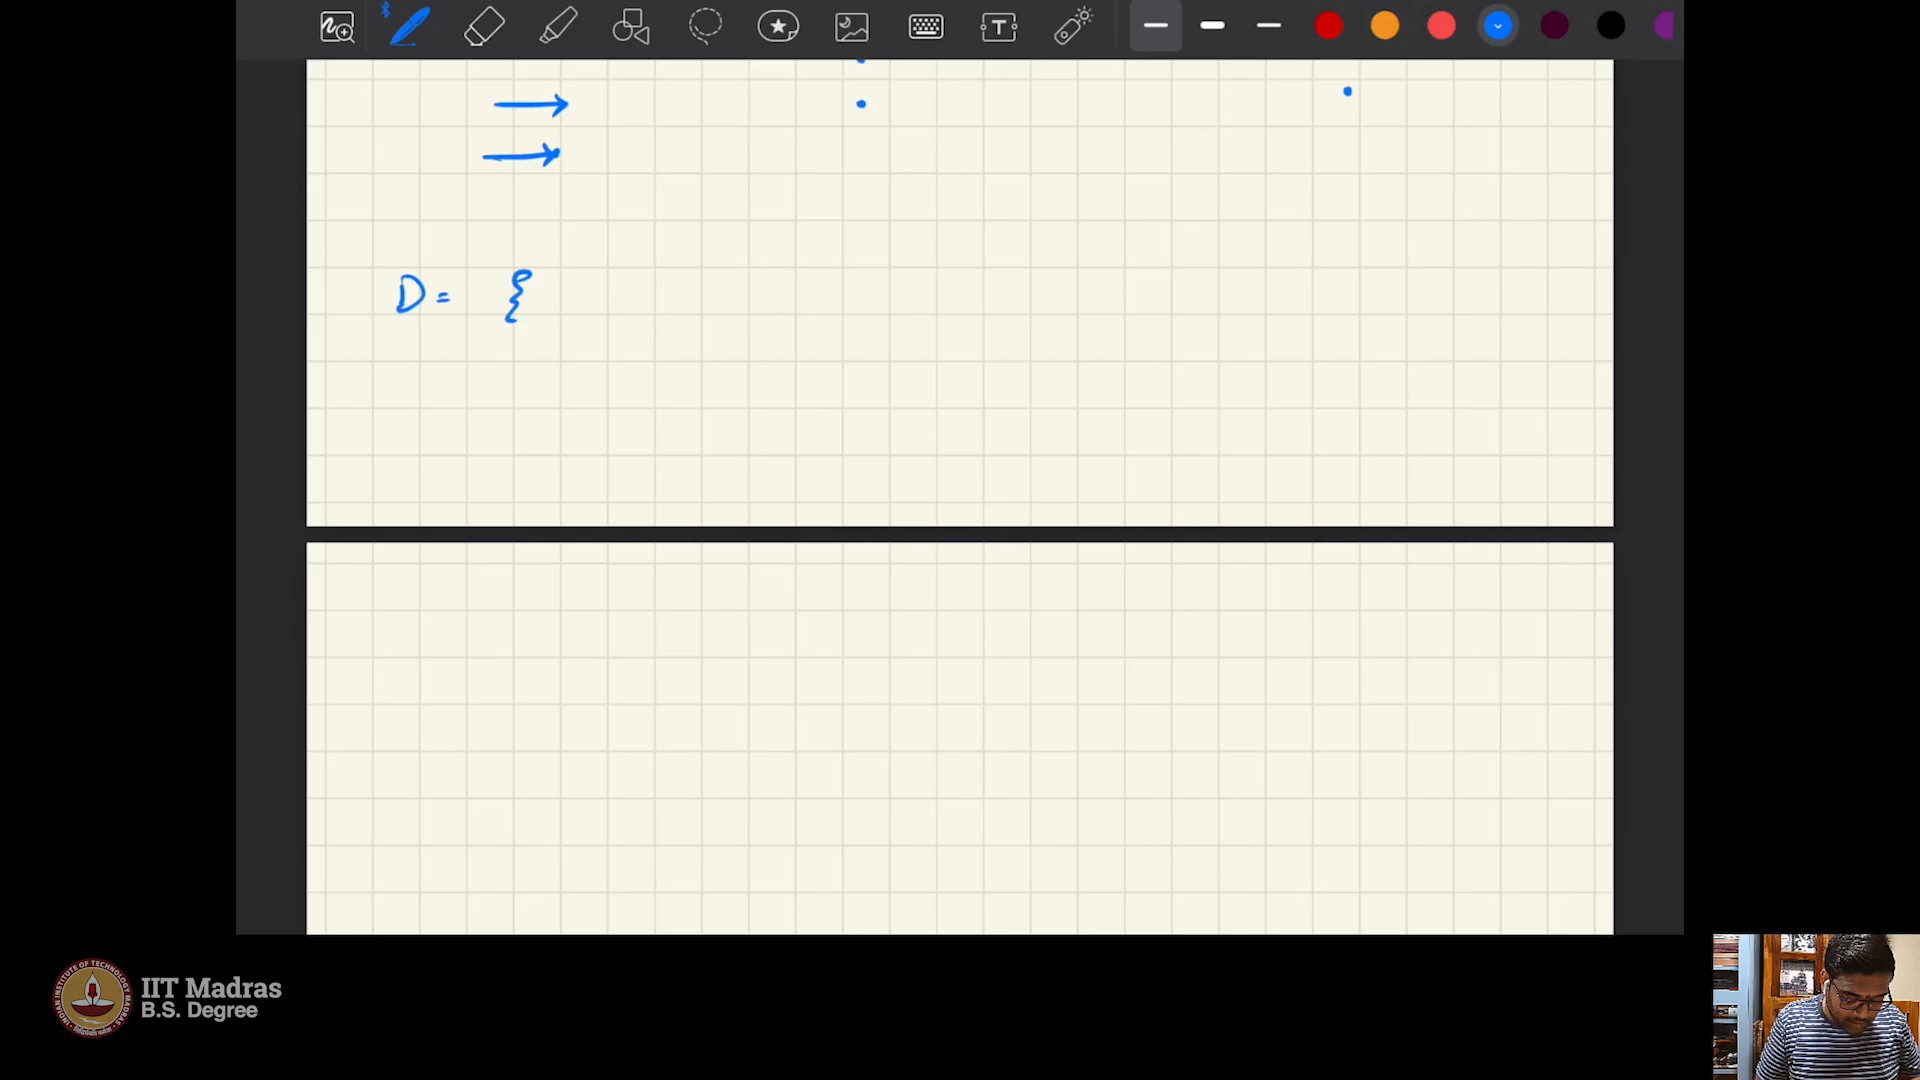 →
→
D = {
IIT Madras
B.S. Degree